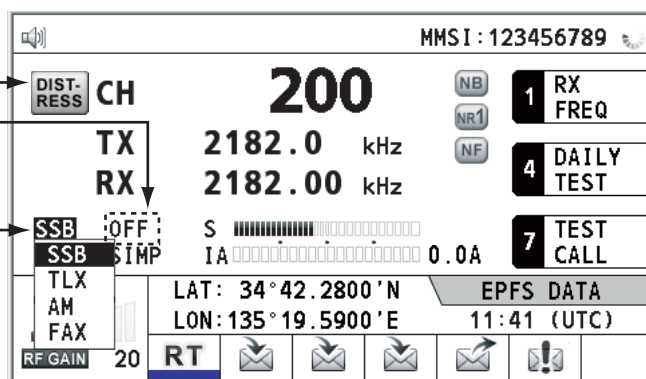 MMSI:123456789
DIST-
RESS
CH
200
NB
NR1
NF
1 RX
FREQ
TX 2182.0 kHz
RX 2182.00 kHz
4 DAILY
TEST
SSB OFF
S
SSB
SIMP
IA 0.0A
7 TEST
CALL
TLX
AM
FAX
LAT: 34°42.2800'N
LON:135°19.5900'E
EPFS DATA
11:41 (UTC)
RF GAIN 20
RT